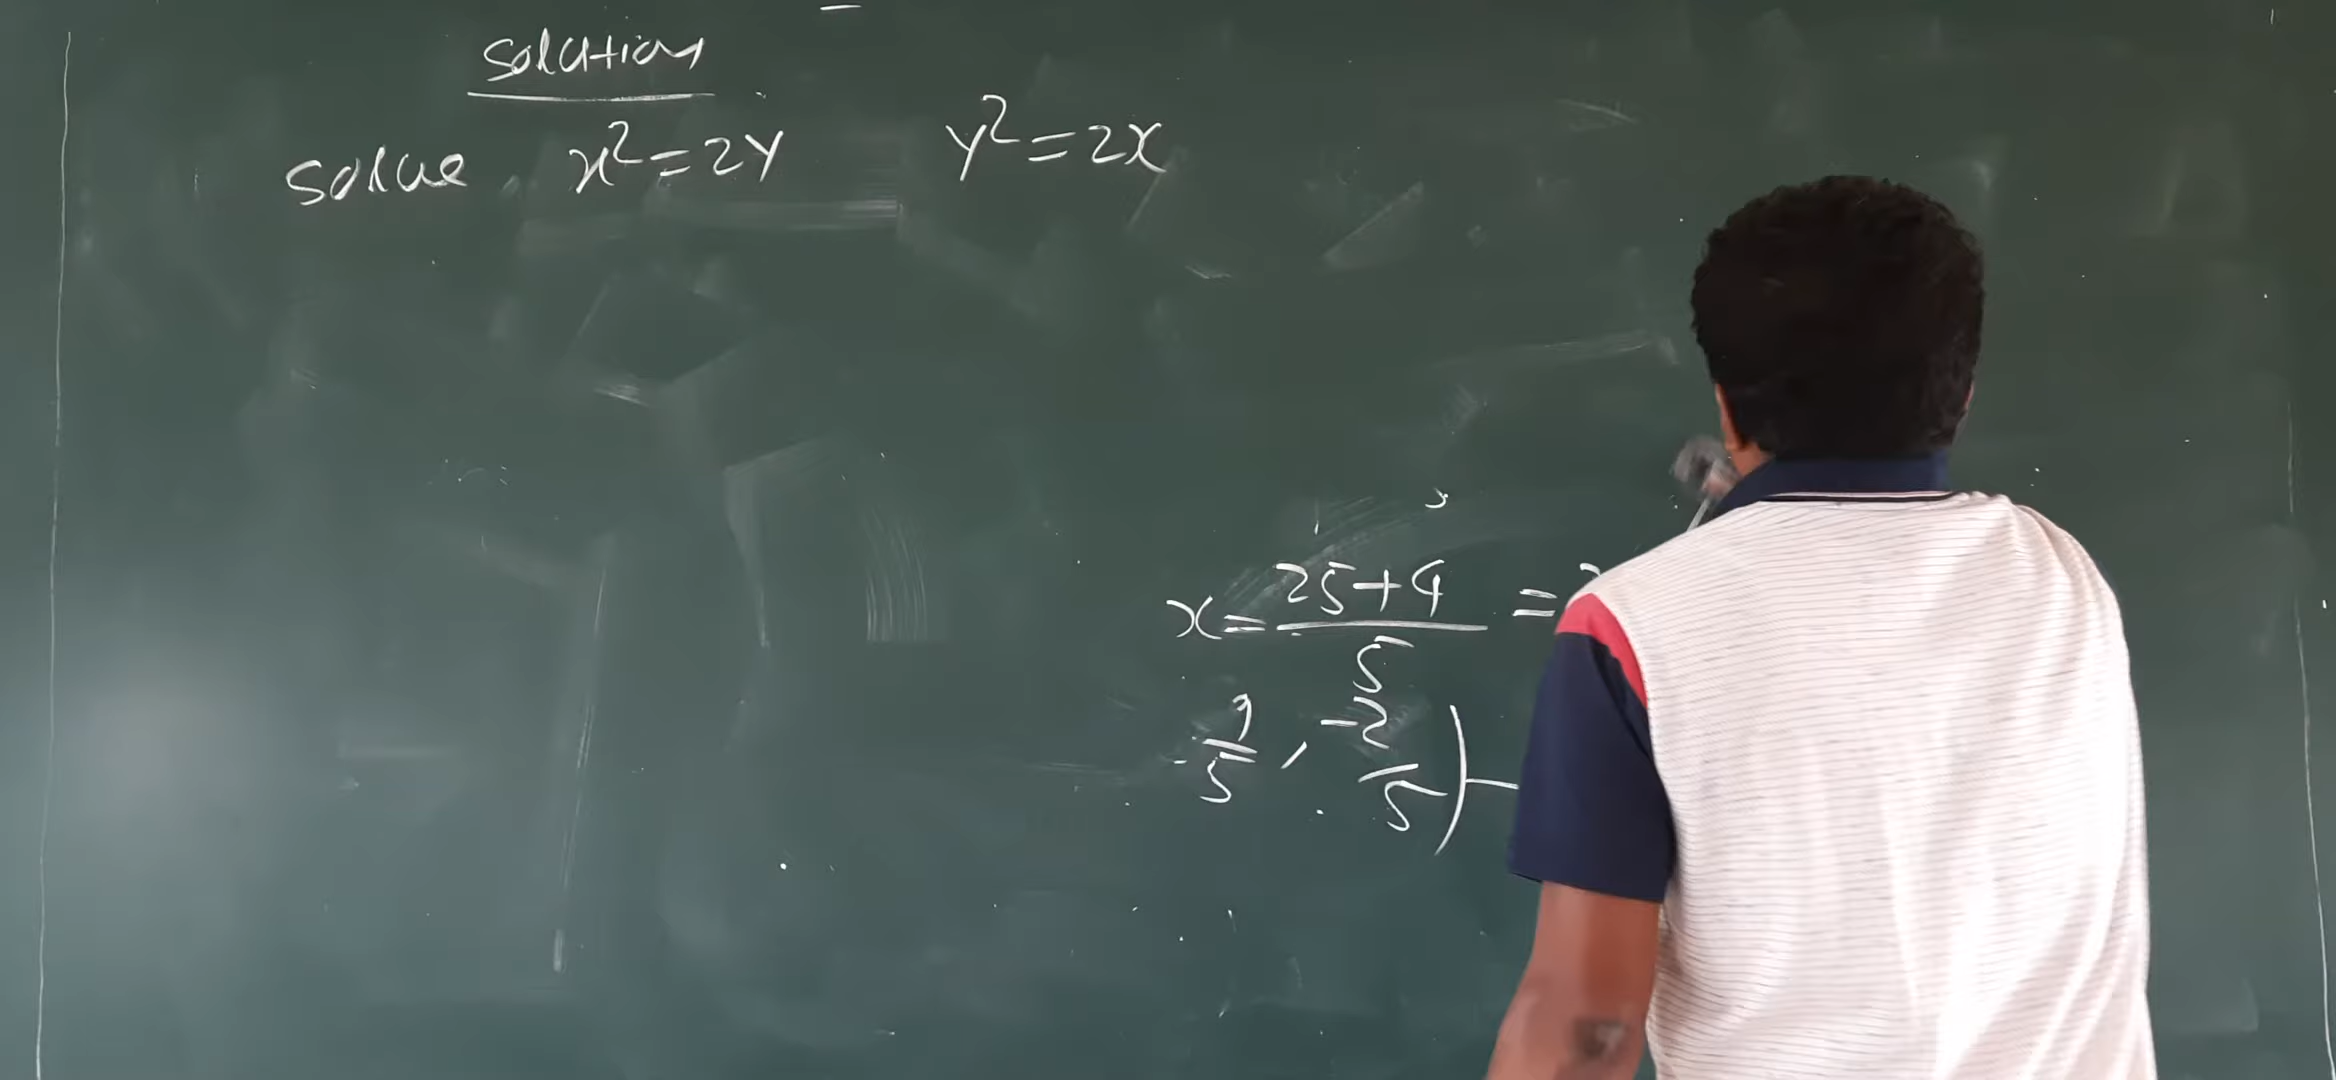 solution
solve x²=2y y²=2x
x = 25+4 / 5 =
9/5 , -2/5 )